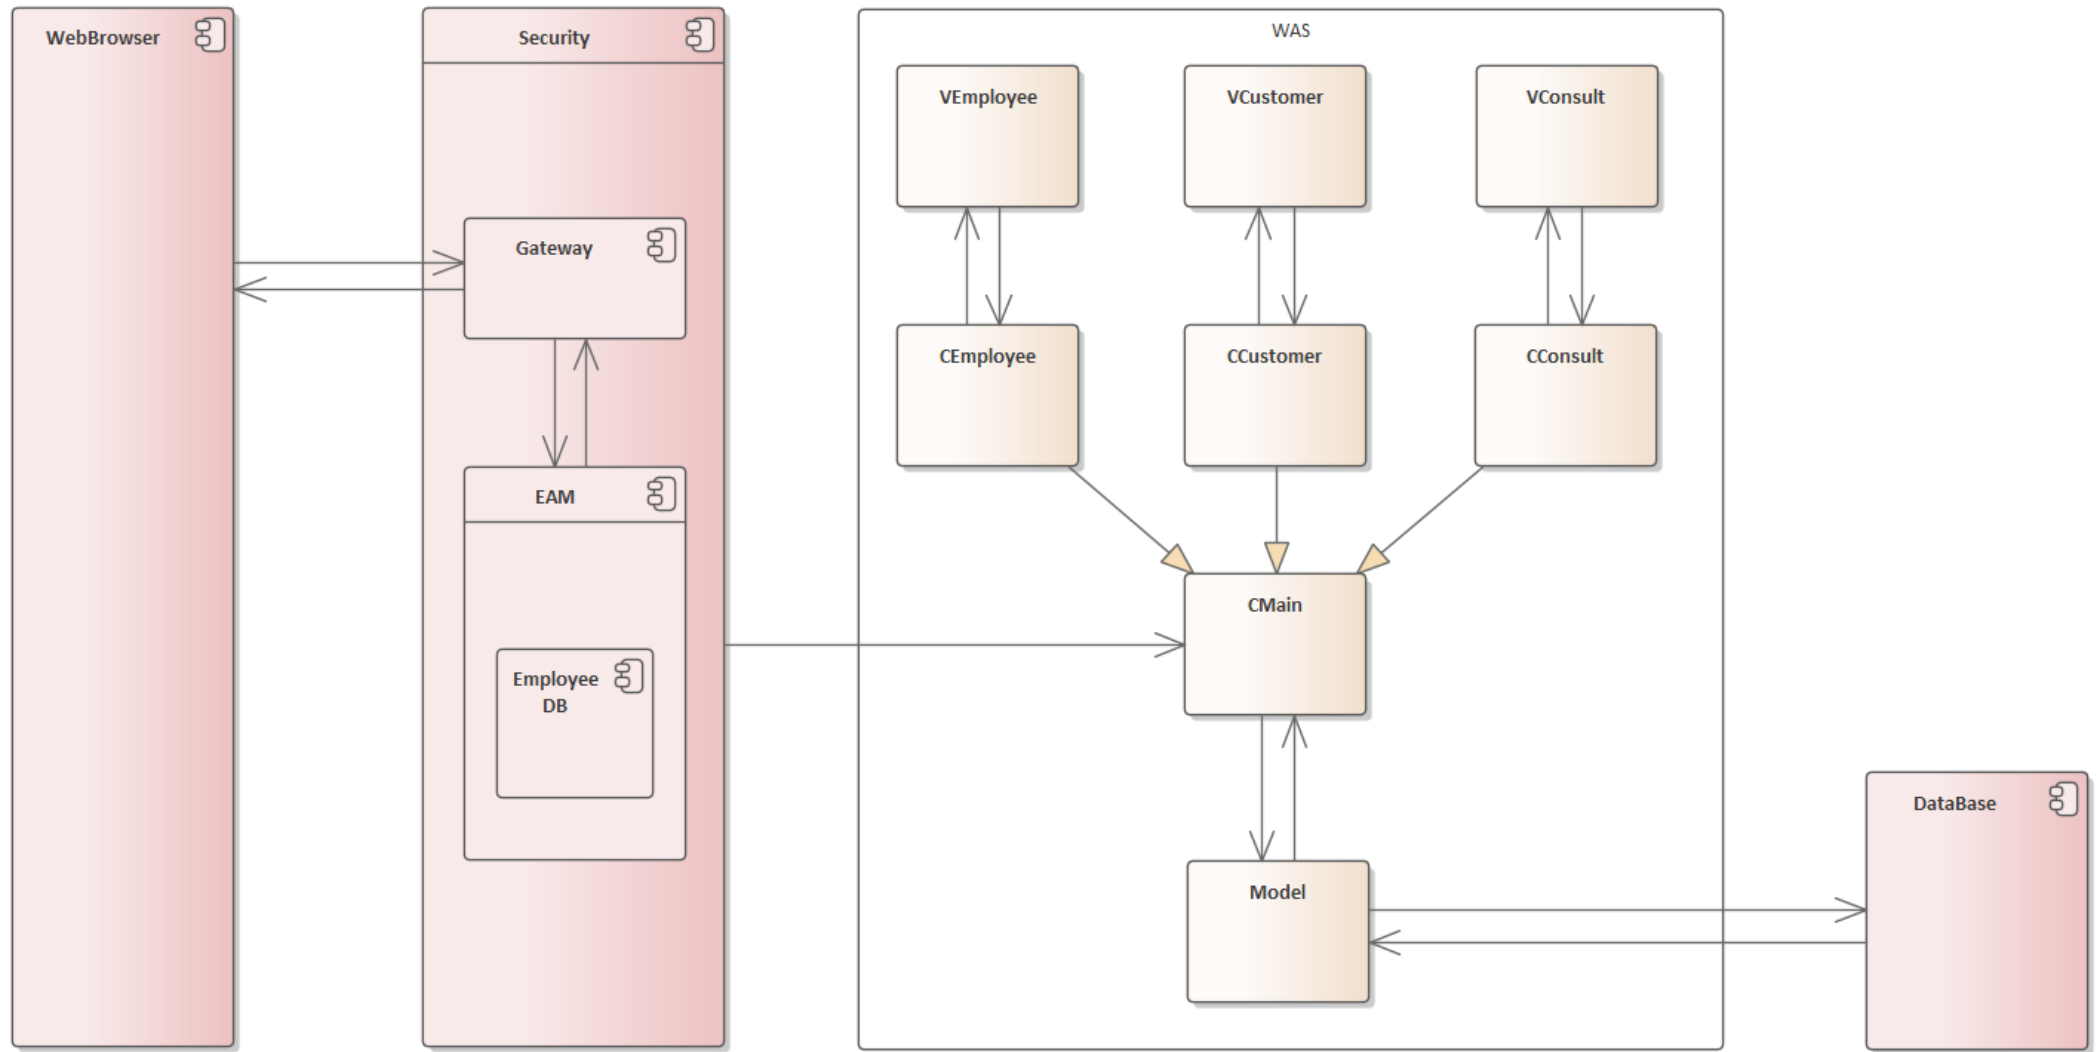 WebBrowser
Security
WAS
VEmployee
VCustomer
VConsult
Gateway
CEmployee
CCustomer
CConsult
EAM
CMain
Employee
DB
DataBase
Model